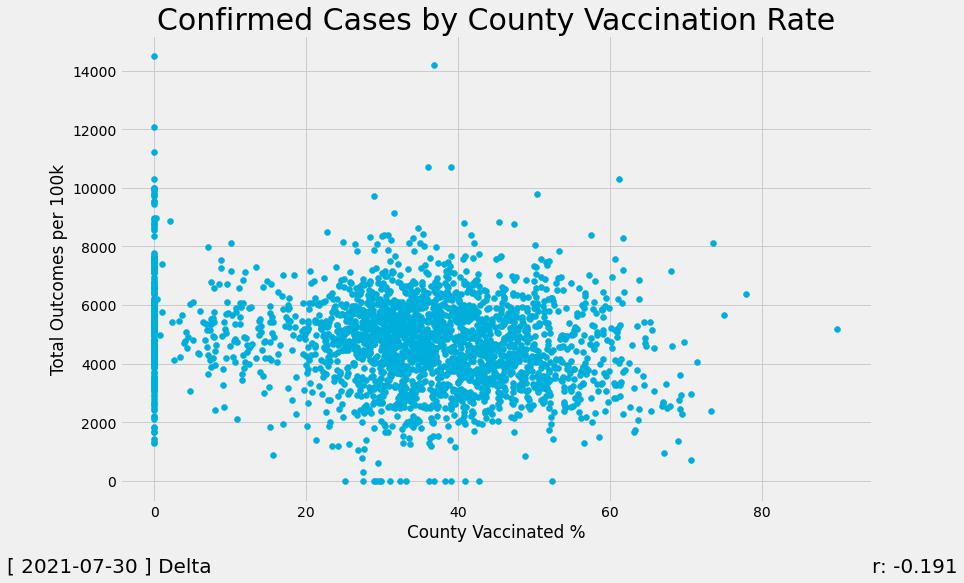 Confirmed Cases by County Vaccination Rate
Total Outcomes per 100k
14000
12000
10000
8000
6000
4000
2000
0
0 20 40 60 80
County Vaccinated %
[ 2021-07-30 ] Delta r: -0.191